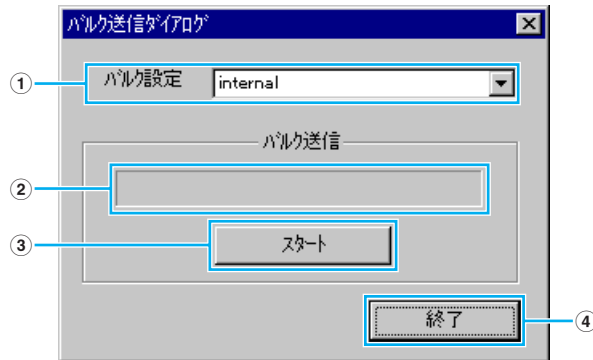 ﾊﾞﾙｸ送信ﾀﾞｲｱﾛｸﾞ
① ﾊﾞﾙｸ設定 internal
ﾊﾞﾙｸ送信
②
③ ｽﾀｰﾄ
終了 ④